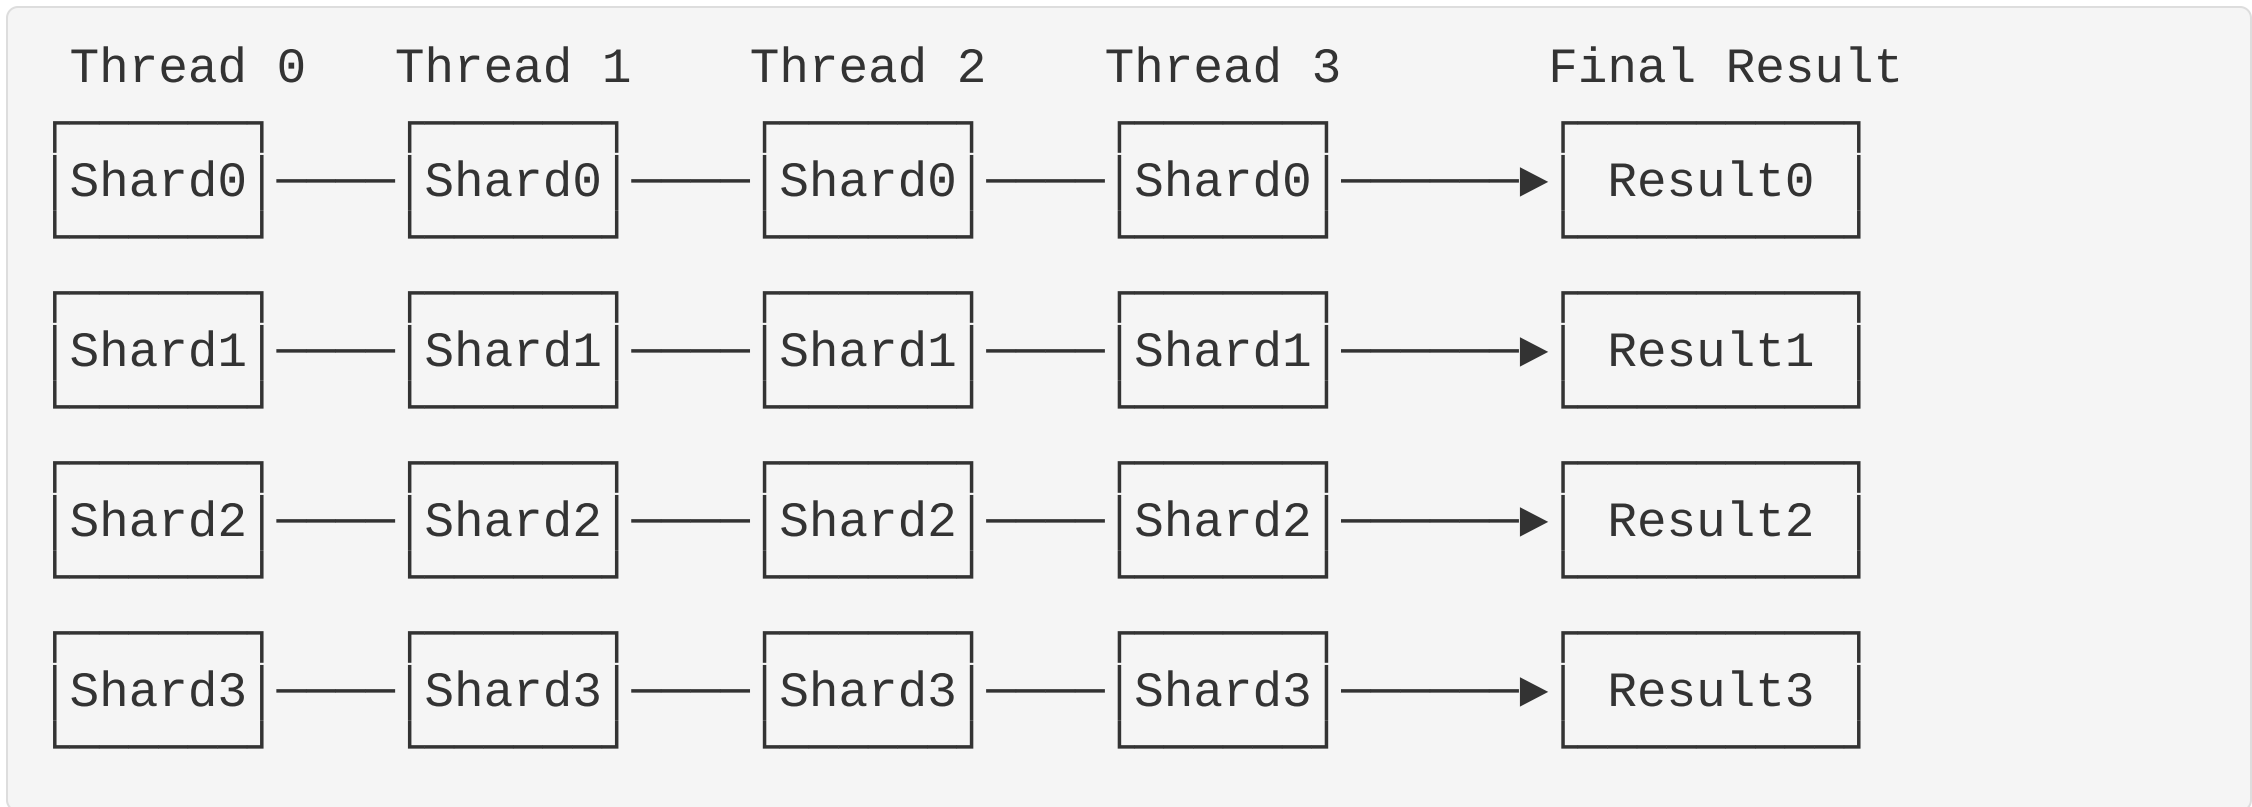 Thread 0 Thread 1 Thread 2 Thread 3 Final Result
Shard0 Shard0 Shard0 Shard0 Result0
Shard1 Shard1 Shard1 Shard1 Result1
Shard2 Shard2 Shard2 Shard2 Result2
Shard3 Shard3 Shard3 Shard3 Result3